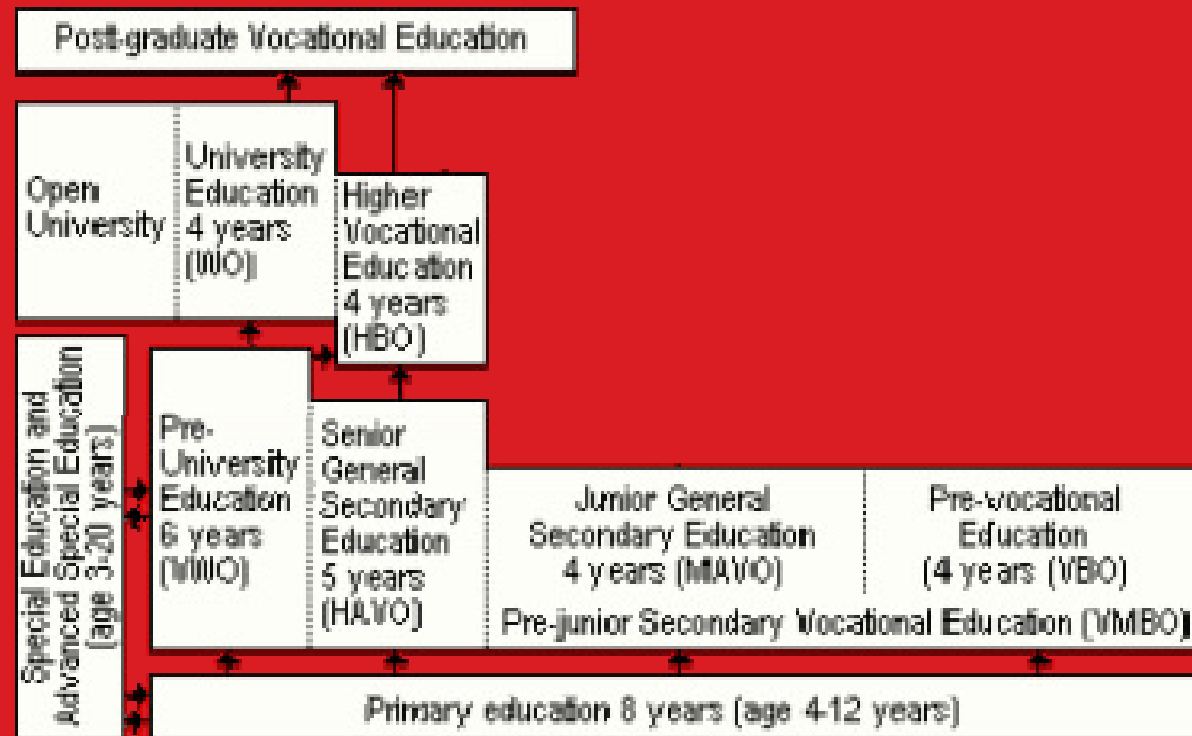 Post-graduate Vocational Education
Open
University
University
Education
4 years
(WO)
Higher
Vocational
Education
4 years
(HBO)
Special Education and
Advanced Special Education
(age 3-20 years)
Pre-
University
Education
6 years
(VWO)
Senior
General
Secondary
Education
5 years
(HAVO)
Junior General
Secondary Education
4 years (MAVO)
Pre-vocational
Education
(4 years (VBO)
Pre-junior Secondary Vocational Education (VMBO)
Primary education 8 years (age 4-12 years)